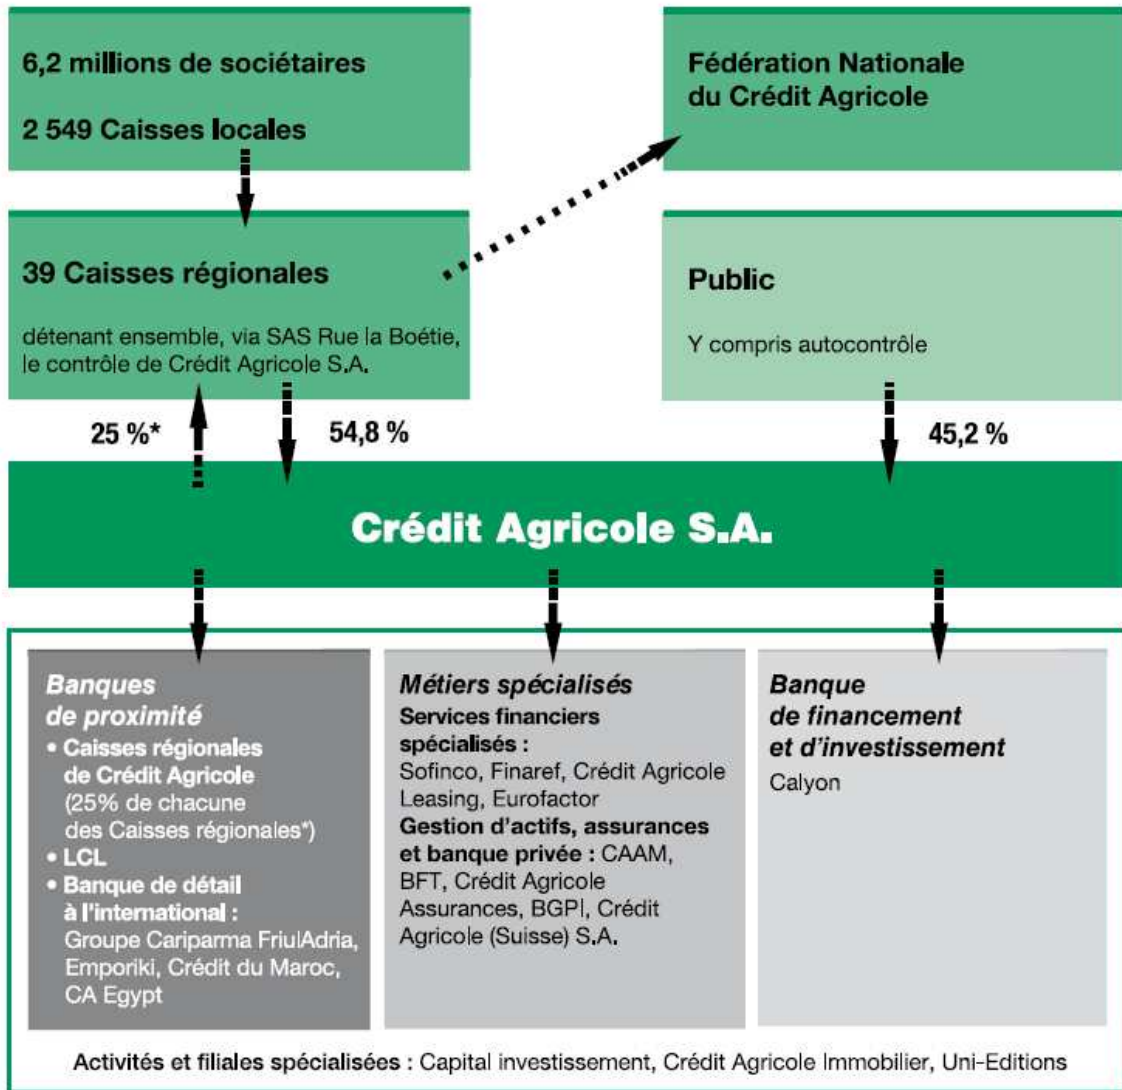 6,2 millions de sociétaires
2 549 Caisses locales
Fédération Nationale
du Crédit Agricole
39 Caisses régionales
détenant ensemble, via SAS Rue la Boétie,
le contrôle de Crédit Agricole S.A.
Public
Y compris autocontrôle
25 %*
54,8 %
45,2 %
Crédit Agricole S.A.
Banques
de proximité
• Caisses régionales
de Crédit Agricole
(25% de chacune
des Caisses régionales*)
• LCL
• Banque de détail
à l'international :
Groupe Cariparma FriulAdria,
Emporiki, Crédit du Maroc,
CA Egypt
Métiers spécialisés
Services financiers
spécialisés :
Sofinco, Finaref, Crédit Agricole
Leasing, Eurofactor
Gestion d'actifs, assurances
et banque privée : CAAM,
BFT, Crédit Agricole
Assurances, BGPI, Crédit
Agricole (Suisse) S.A.
Banque
de financement
et d'investissement
Calyon
Activités et filiales spécialisées : Capital investissement, Crédit Agricole Immobilier, Uni-Editions